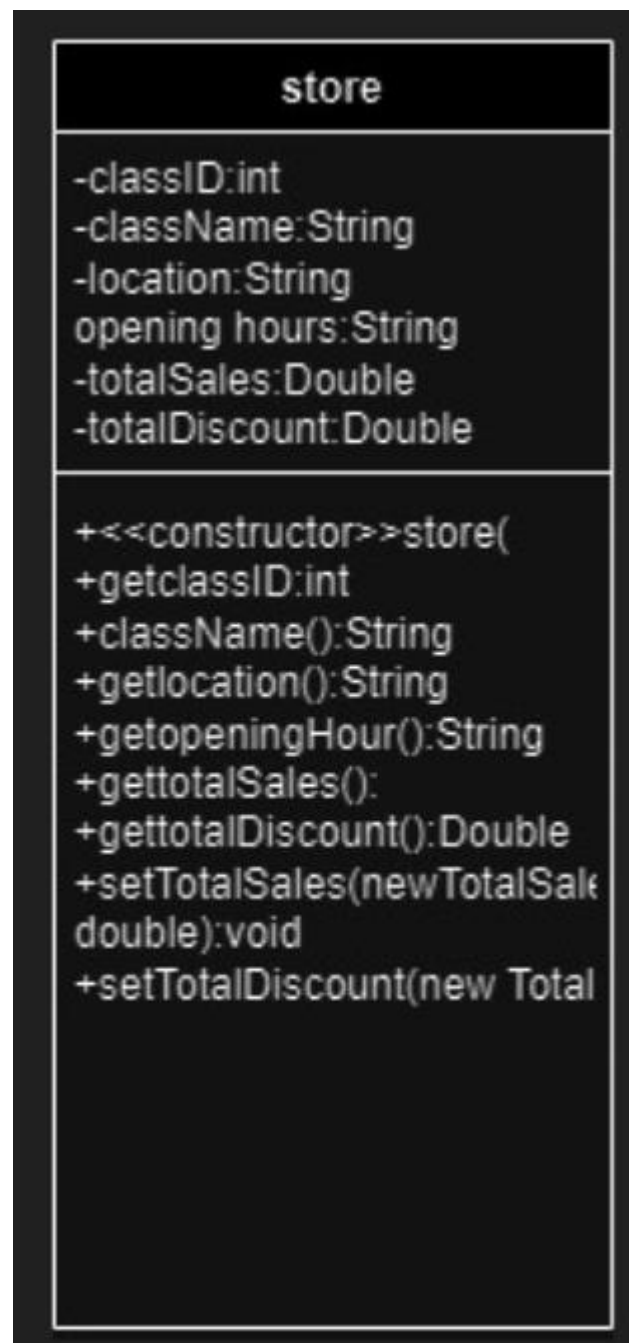 store
-classID:int
-className:String
-location:String
opening hours:String
-totalSales:Double
-totalDiscount:Double
+<<constructor>>store(
+getclassID:int
+className():String
+getlocation():String
+getopeningHour():String
+gettotalSales():
+gettotalDiscount():Double
+setTotalSales(newTotalSale
double):void
+setTotalDiscount(new Total